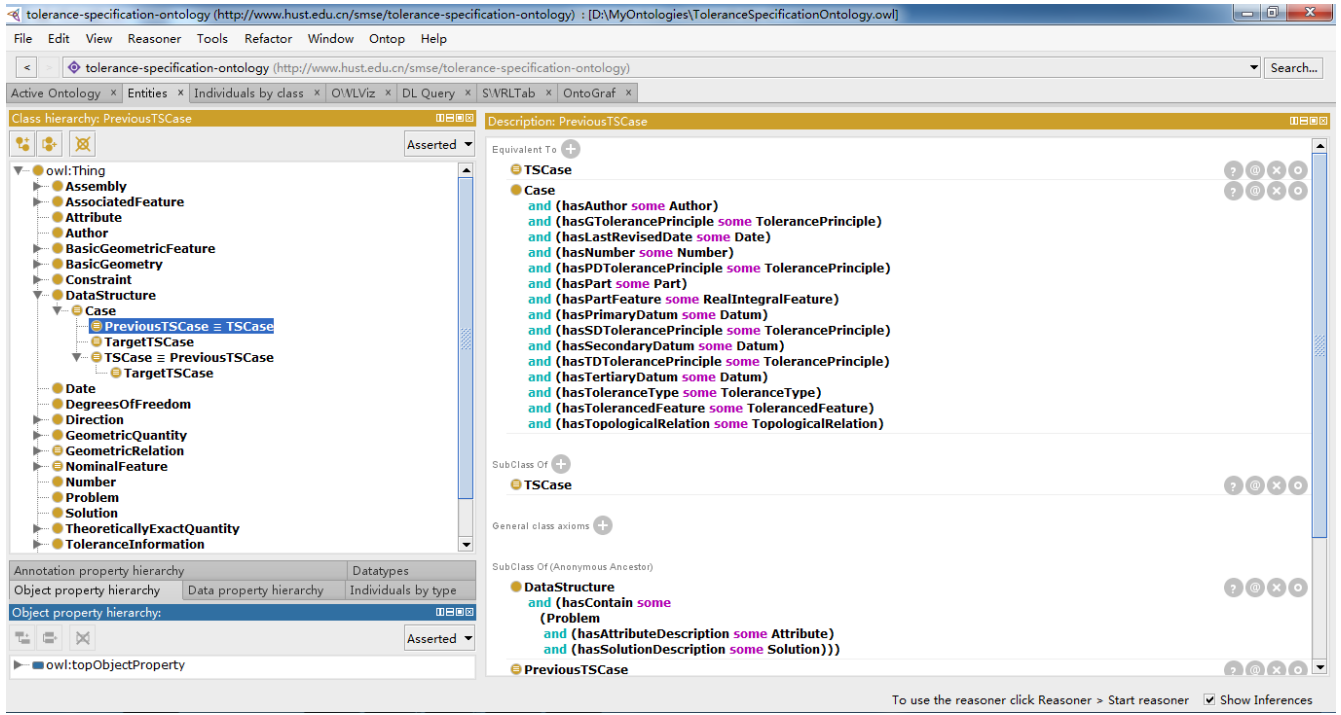 tolerance-specification-ontology (http://www.hust.edu.cn/smse/tolerance-specification-ontology) : [D:\MyOntologies\ToleranceSpecificationOntology.owl]
File Edit View Reasoner Tools Refactor Window Ontop Help
< > tolerance-specification-ontology (http://www.hust.edu.cn/smse/tolerance-specification-ontology) Search...
Active Ontology × Entities × Individuals by class × OWLViz × DL Query × SWRLTab × OntoGraf ×
Class hierarchy: PreviousTSCase
Asserted
owl:Thing
Assembly
AssociatedFeature
Attribute
Author
BasicGeometricFeature
BasicGeometry
Constraint
DataStructure
Case
PreviousTSCase ≡ TSCase
TargetTSCase
TSCase ≡ PreviousTSCase
TargetTSCase
Date
DegreesOfFreedom
Direction
GeometricQuantity
GeometricRelation
NominalFeature
Number
Problem
Solution
TheoreticallyExactQuantity
ToleranceInformation
Annotation property hierarchy Datatypes
Object property hierarchy Data property hierarchy Individuals by type
Object property hierarchy:
Asserted
owl:topObjectProperty
Description: PreviousTSCase
Equivalent To
TSCase
Case
and (hasAuthor some Author)
and (hasGTolerancePrinciple some TolerancePrinciple)
and (hasLastRevisedDate some Date)
and (hasNumber some Number)
and (hasPDTolerancePrinciple some TolerancePrinciple)
and (hasPart some Part)
and (hasPartFeature some RealIntegralFeature)
and (hasPrimaryDatum some Datum)
and (hasSDTolerancePrinciple some TolerancePrinciple)
and (hasSecondaryDatum some Datum)
and (hasTDTolerancePrinciple some TolerancePrinciple)
and (hasTertiaryDatum some Datum)
and (hasToleranceType some ToleranceType)
and (hasTolerancedFeature some TolerancedFeature)
and (hasTopologicalRelation some TopologicalRelation)
SubClass Of
TSCase
General class axioms
SubClass Of (Anonymous Ancestor)
DataStructure
and (hasContain some
(Problem
and (hasAttributeDescription some Attribute)
and (hasSolutionDescription some Solution)))
PreviousTSCase
To use the reasoner click Reasoner > Start reasoner Show Inferences